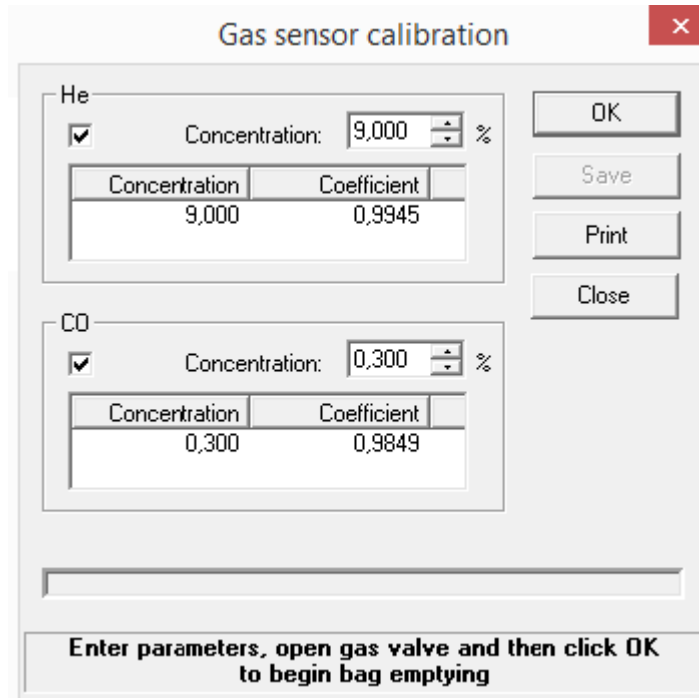 Gas sensor calibration
He
Concentration: 9,000 %
Concentration Coefficient
9,000 0,9945
OK
Save
Print
Close
CO
Concentration: 0,300 %
Concentration Coefficient
0,300 0,9849
Enter parameters, open gas valve and then click OK
to begin bag emptying